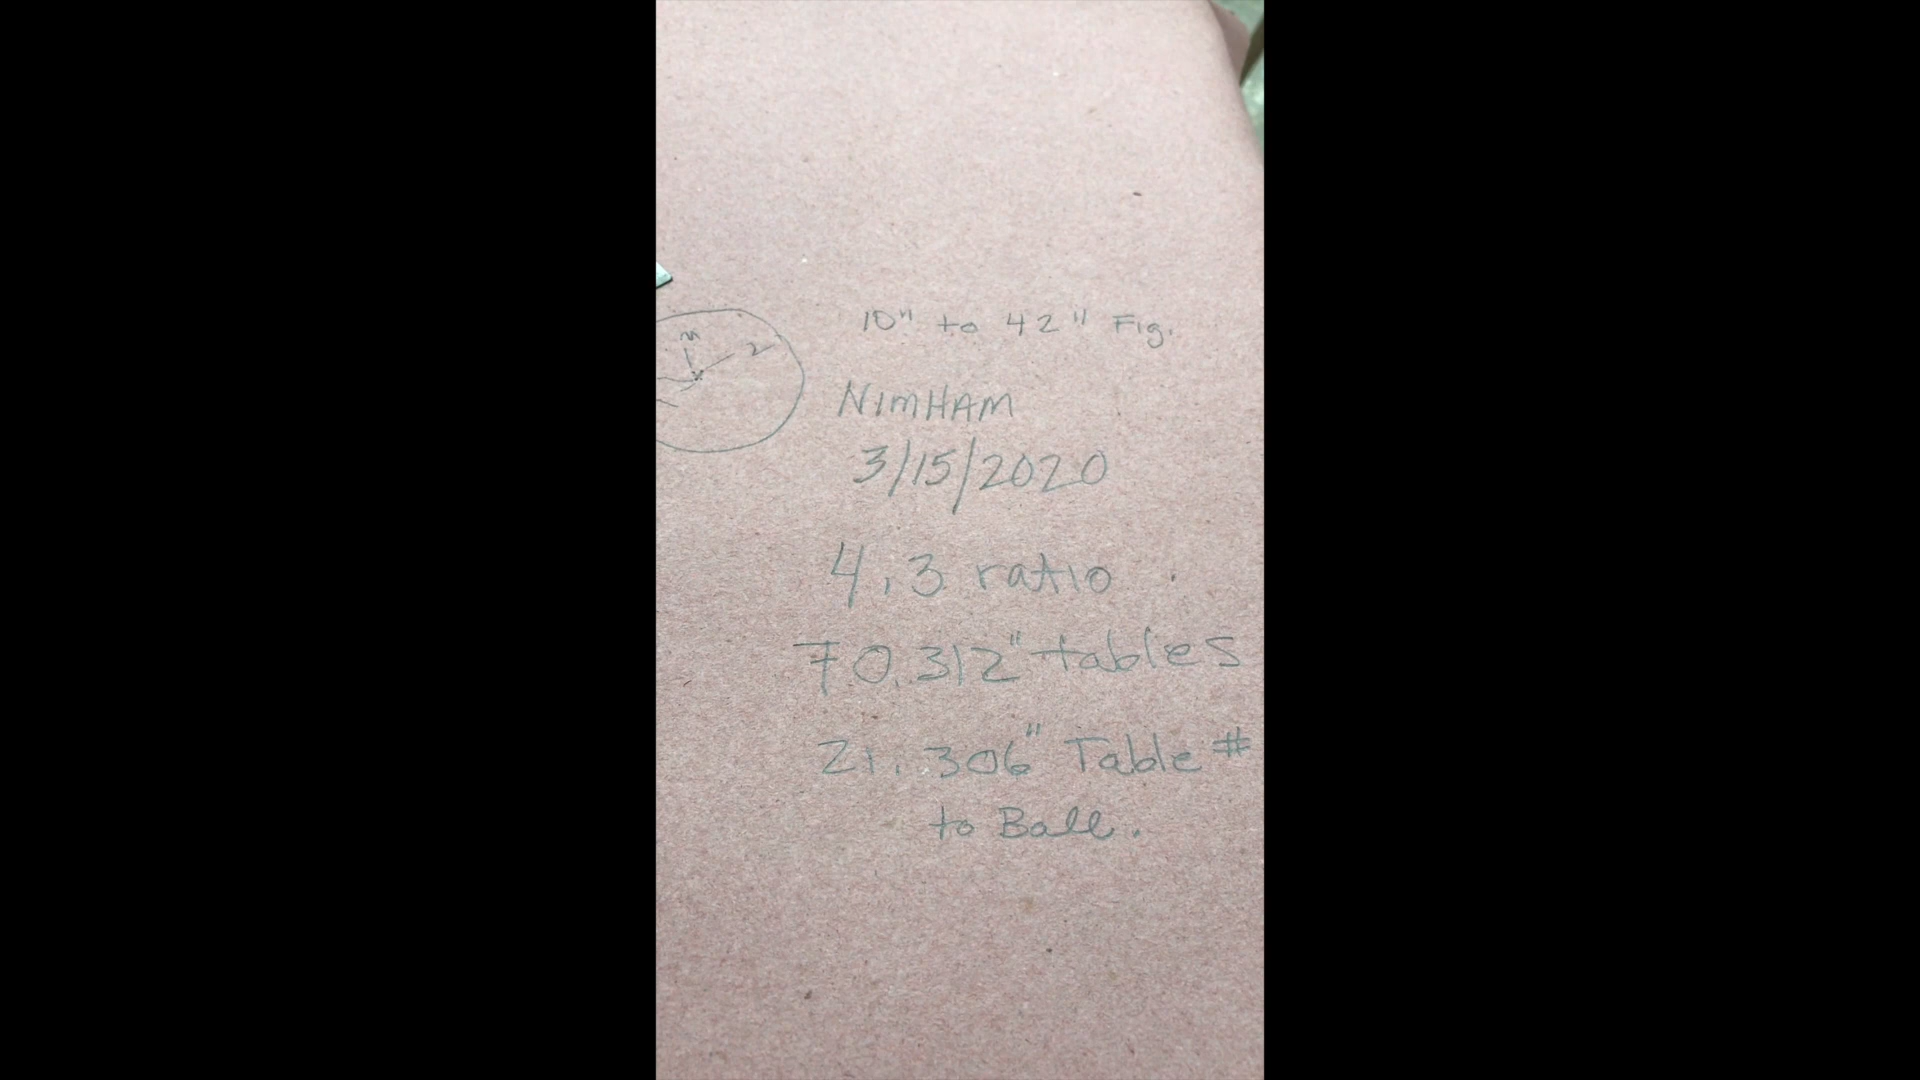 10" to 42" Fig.
NIMHAM
3/15/2020
4.3 ratio
70.312" tables
21.306" Table #
to Ball.
2